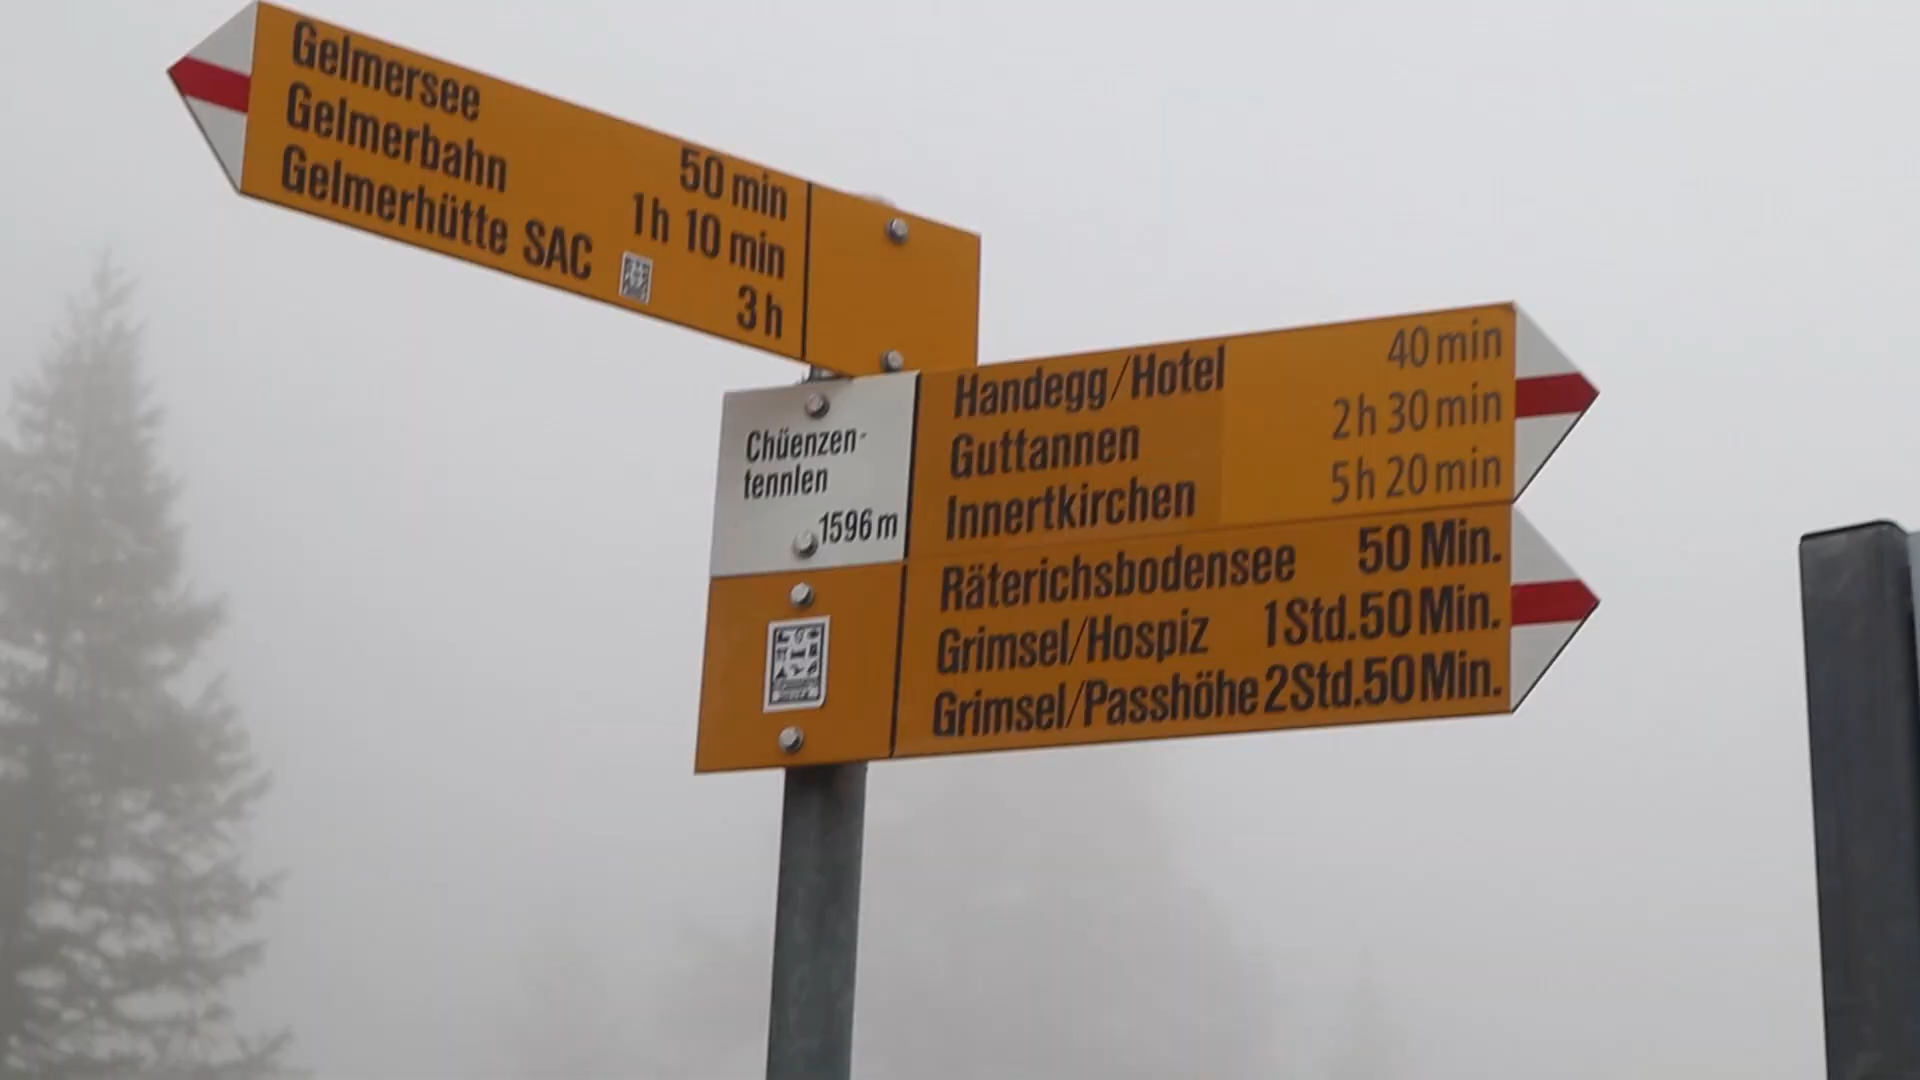 Gelmersee 50 min
Gelmerbahn 1h 10 min
Gelmerhütte SAC 3h
Chüenzen-
tennlen
1596 m
Handegg/Hotel 40 min
Guttannen 2h 30 min
Innertkirchen 5h 20 min
Räterichsbodensee 50 Min.
Grimsel/Hospiz 1Std.50 Min.
Grimsel/Passhöhe 2Std.50 Min.